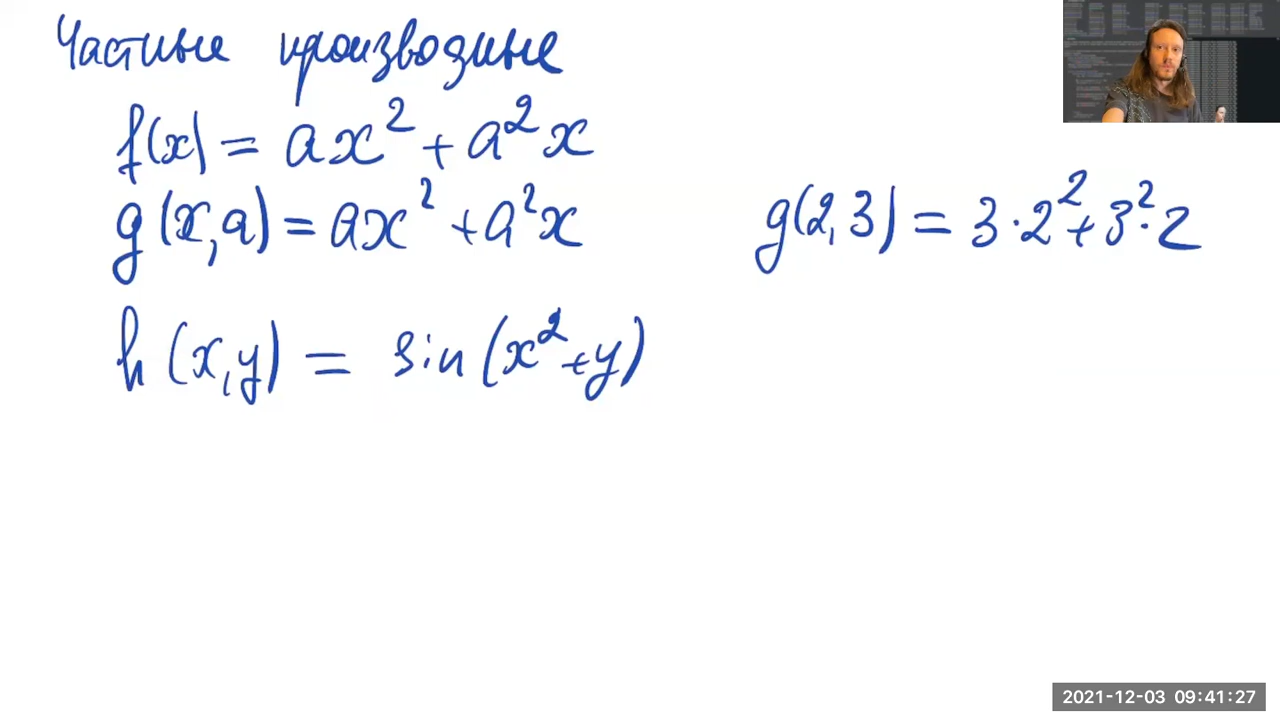 Частные производные
f(x) = ax² + a²x
g(x,a) = ax² + a²x
g(2,3) = 3·2² + 3²·2
h(x,y) = sin(x²+y)
2021-12-03 09:41:27